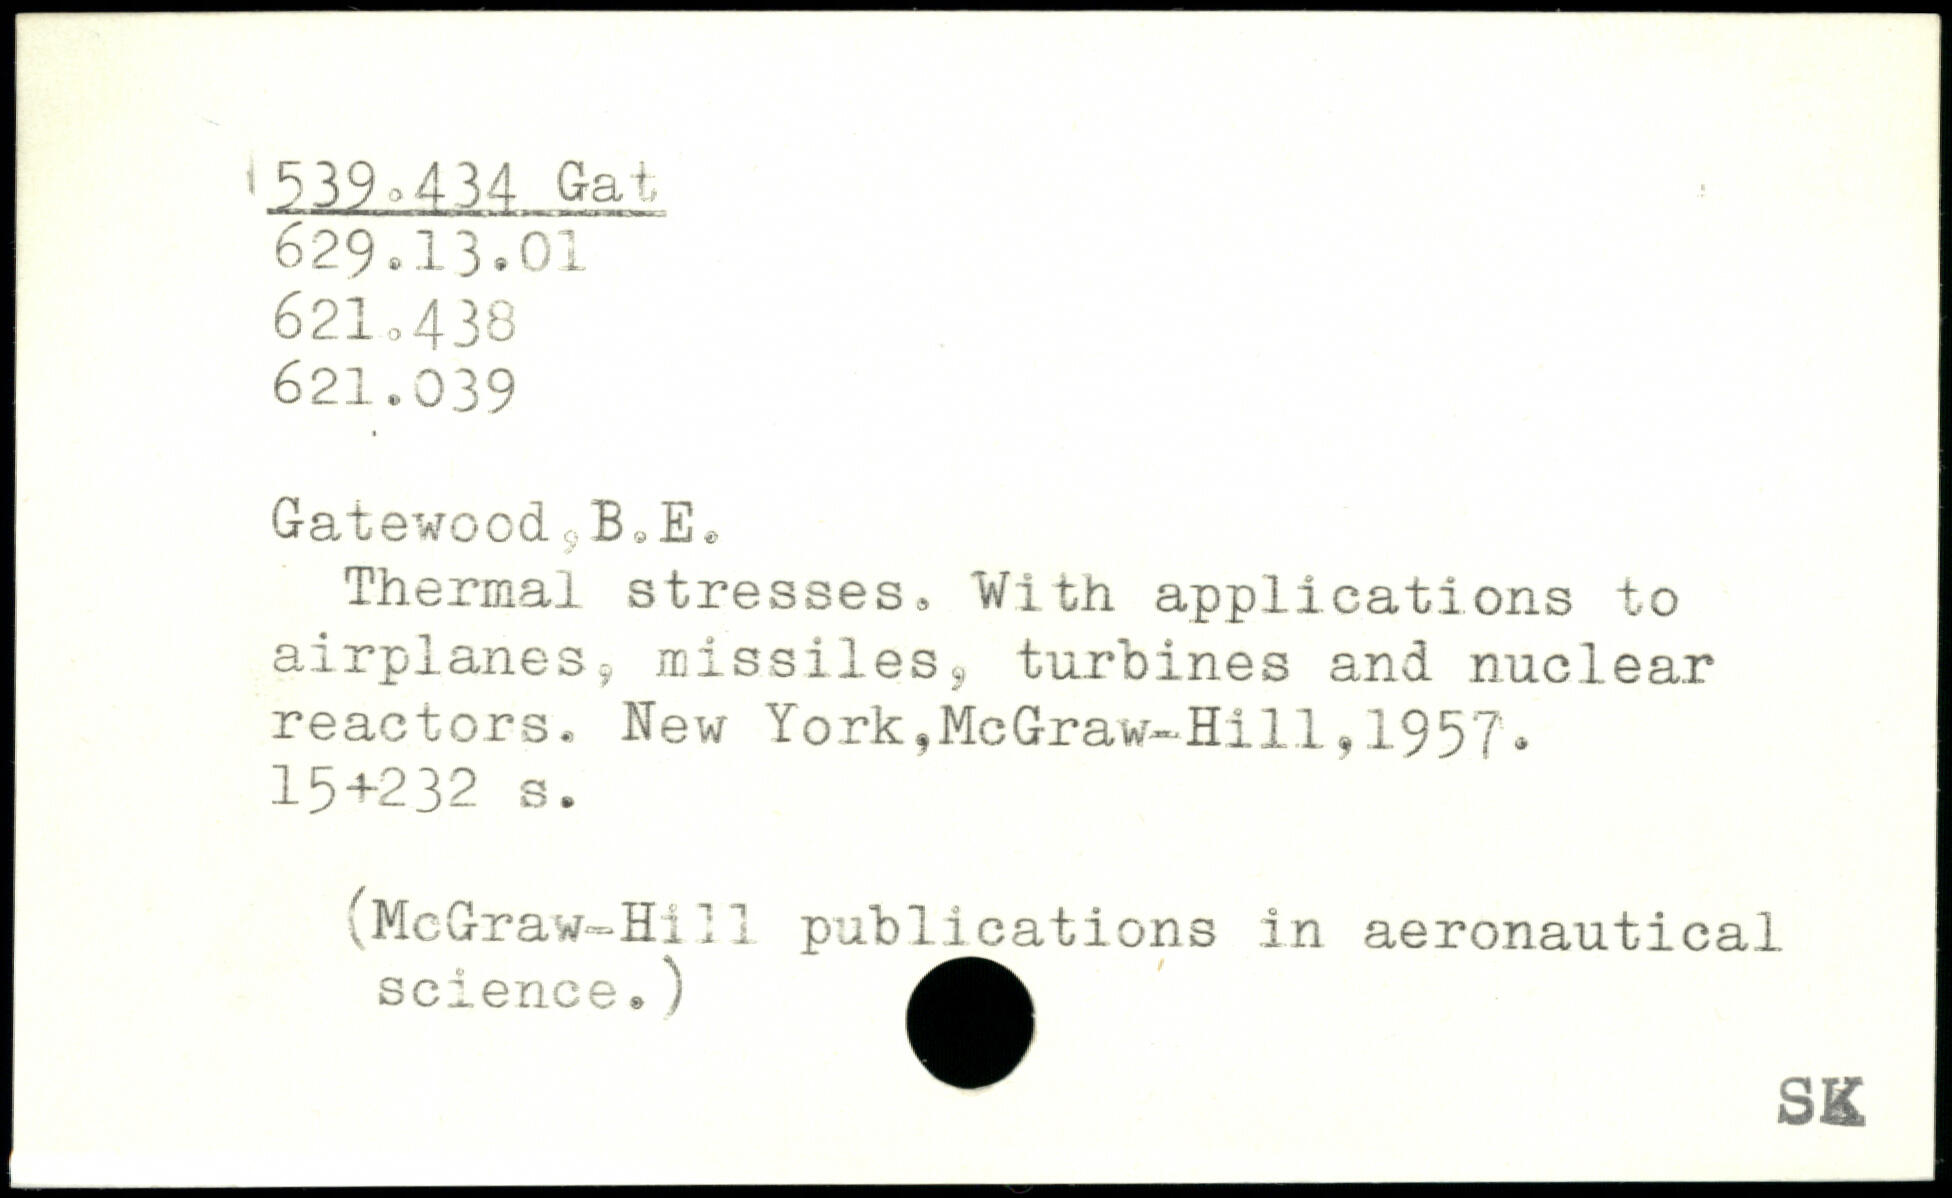 539.434 Gat
629.13.01
621.438
621.039
Gatewood,B.E.
Thermal stresses. With applications to
airplanes, missiles, turbines and nuclear
reactors. New York,McGraw-Hill,1957.
15+232 s.
(McGraw-Hill publications in aeronautical
science.)
SK